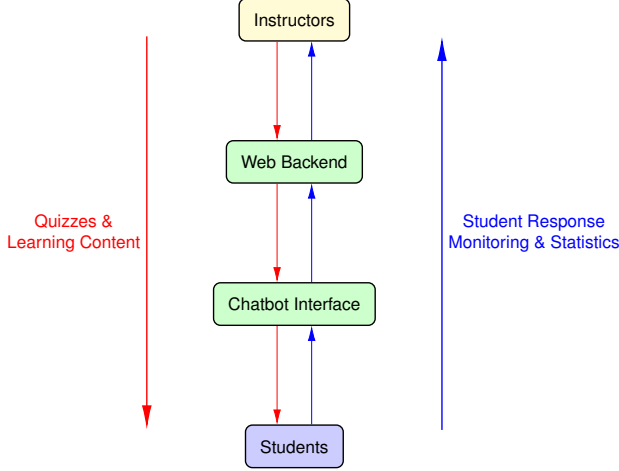 Instructors
Web Backend
Quizzes &
Learning Content
Student Response
Monitoring & Statistics
Chatbot Interface
Students